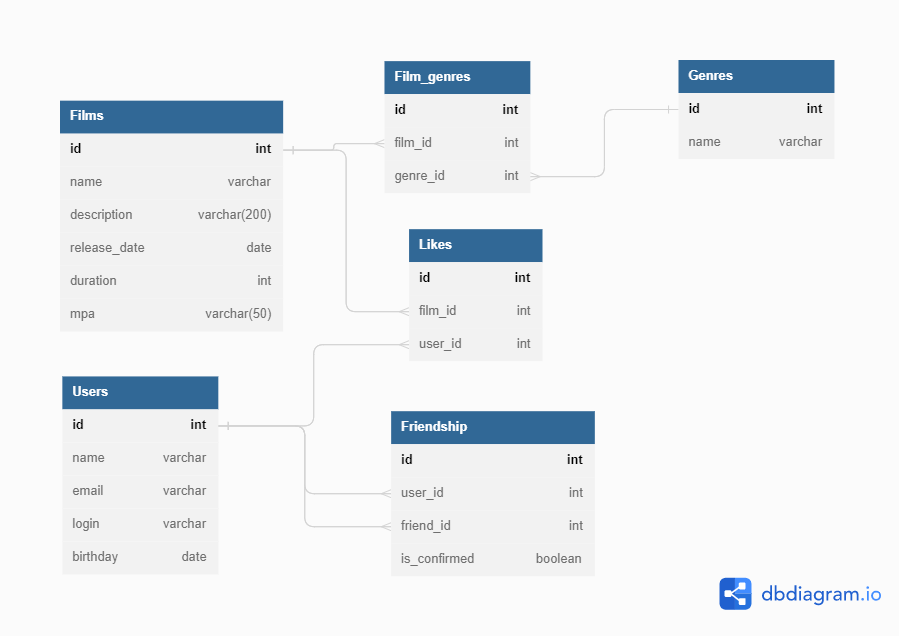 Films
id int
name varchar
description varchar(200)
release_date date
duration int
mpa varchar(50)
Film_genres
id int
film_id int
genre_id int
Genres
id int
name varchar
Likes
id int
film_id int
user_id int
Users
id int
name varchar
email varchar
login varchar
birthday date
Friendship
id int
user_id int
friend_id int
is_confirmed boolean
dbdiagram.io